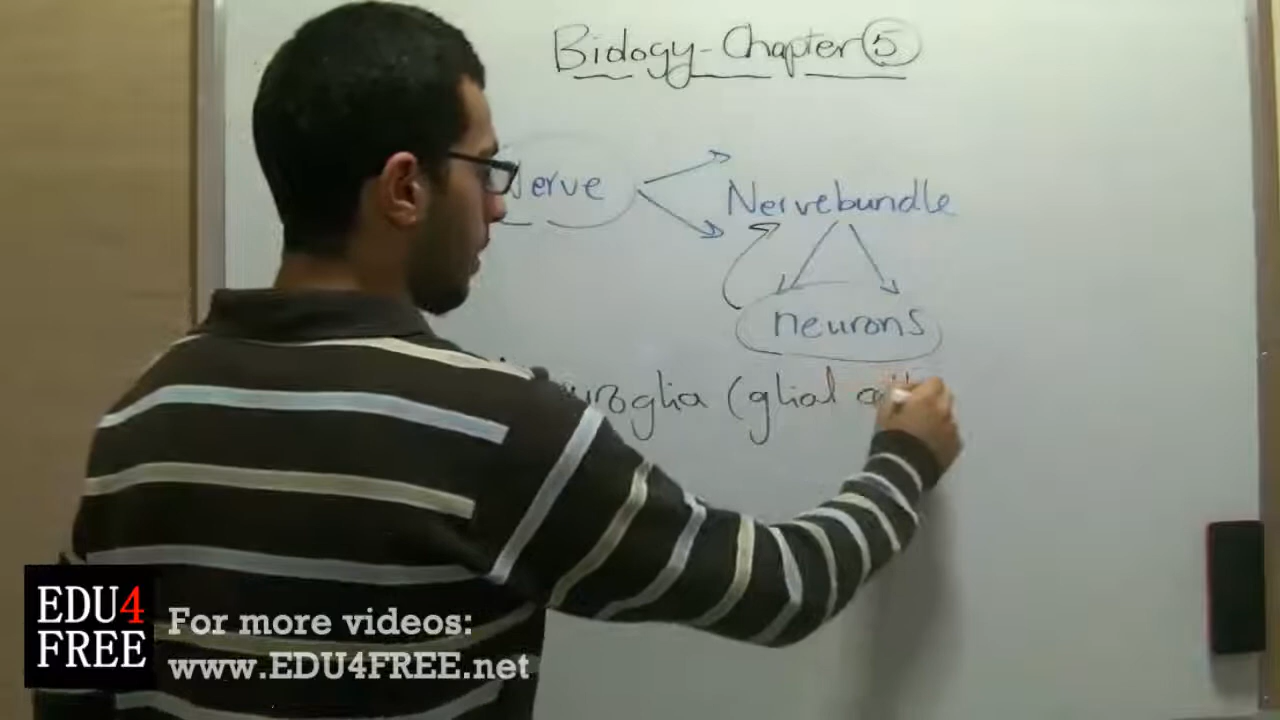 Biology-Chapter 5
Nerve
Nervebundle
neurons
(glial
EDU4
FREE
For more videos:
www.EDU4FREE.net